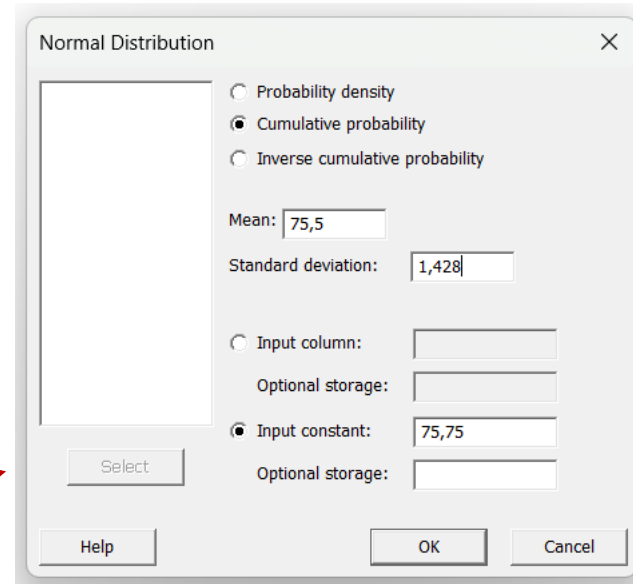 Normal Distribution
Probability density
Cumulative probability
Inverse cumulative probability
Mean: 75,5
Standard deviation: 1,428
Input column:
Optional storage:
Input constant: 75,75
Select
Optional storage:
Help OK Cancel